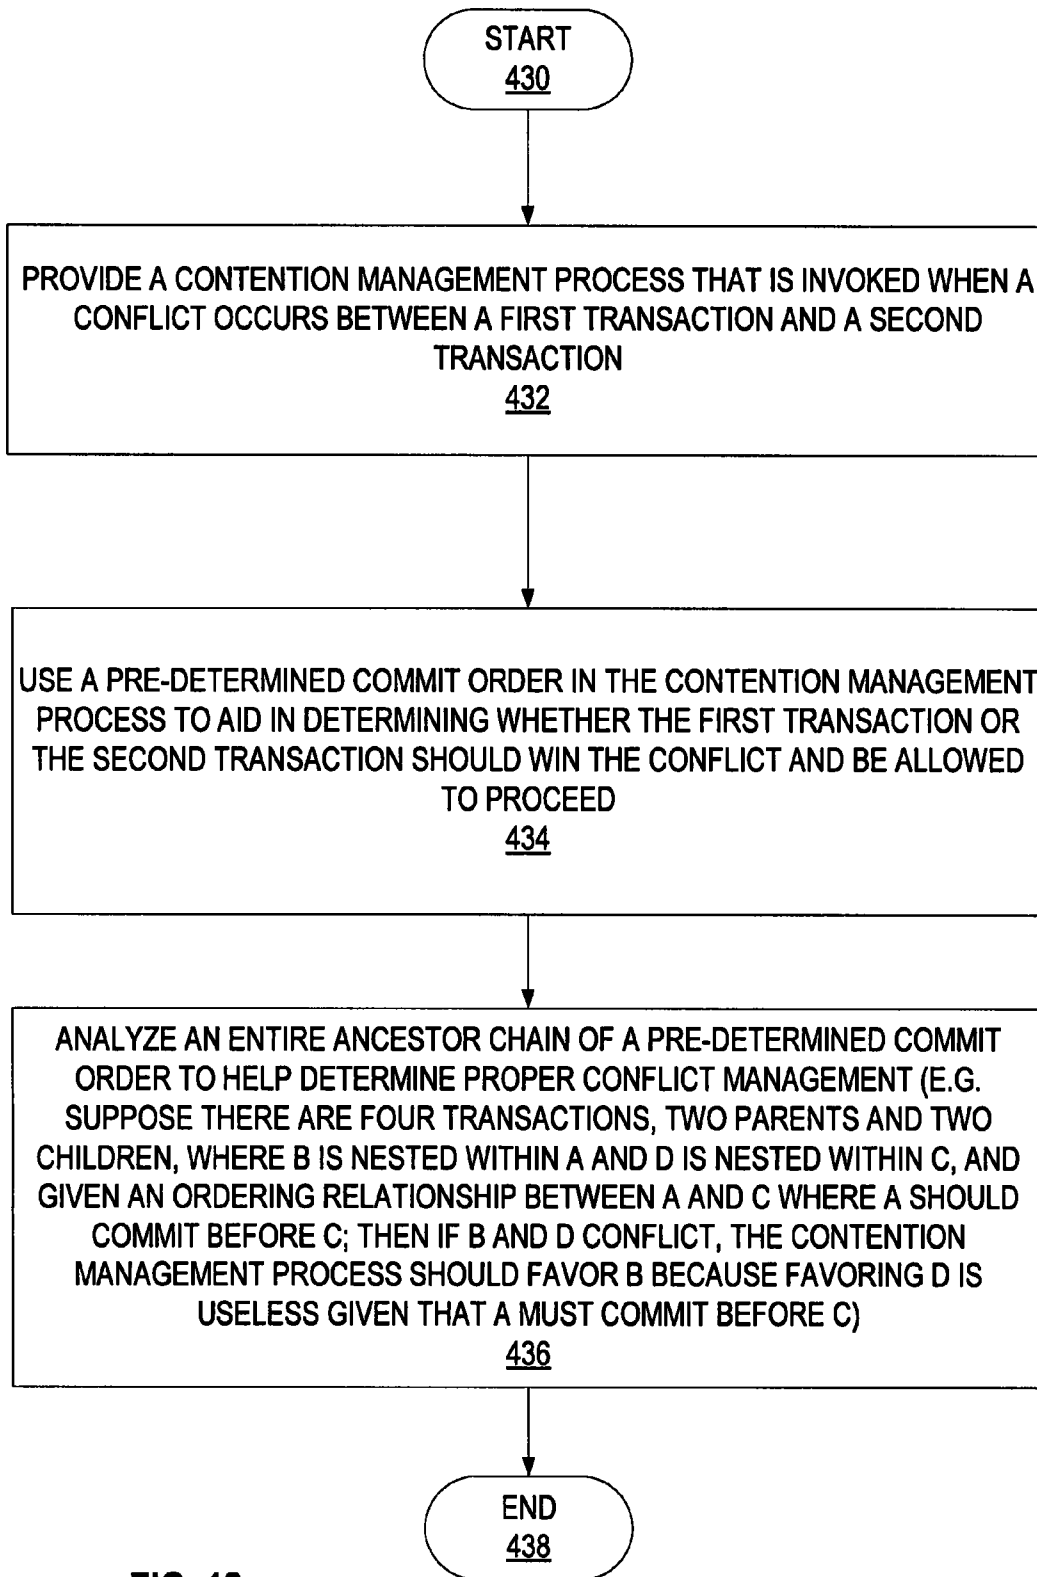 START
430
PROVIDE A CONTENTION MANAGEMENT PROCESS THAT IS INVOKED WHEN A
CONFLICT OCCURS BETWEEN A FIRST TRANSACTION AND A SECOND
TRANSACTION
432
USE A PRE-DETERMINED COMMIT ORDER IN THE CONTENTION MANAGEMENT
PROCESS TO AID IN DETERMINING WHETHER THE FIRST TRANSACTION OR
THE SECOND TRANSACTION SHOULD WIN THE CONFLICT AND BE ALLOWED
TO PROCEED
434
ANALYZE AN ENTIRE ANCESTOR CHAIN OF A PRE-DETERMINED COMMIT
ORDER TO HELP DETERMINE PROPER CONFLICT MANAGEMENT (E.G.
SUPPOSE THERE ARE FOUR TRANSACTIONS, TWO PARENTS AND TWO
CHILDREN, WHERE B IS NESTED WITHIN A AND D IS NESTED WITHIN C, AND
GIVEN AN ORDERING RELATIONSHIP BETWEEN A AND C WHERE A SHOULD
COMMIT BEFORE C; THEN IF B AND D CONFLICT, THE CONTENTION
MANAGEMENT PROCESS SHOULD FAVOR B BECAUSE FAVORING D IS
USELESS GIVEN THAT A MUST COMMIT BEFORE C)
436
END
438